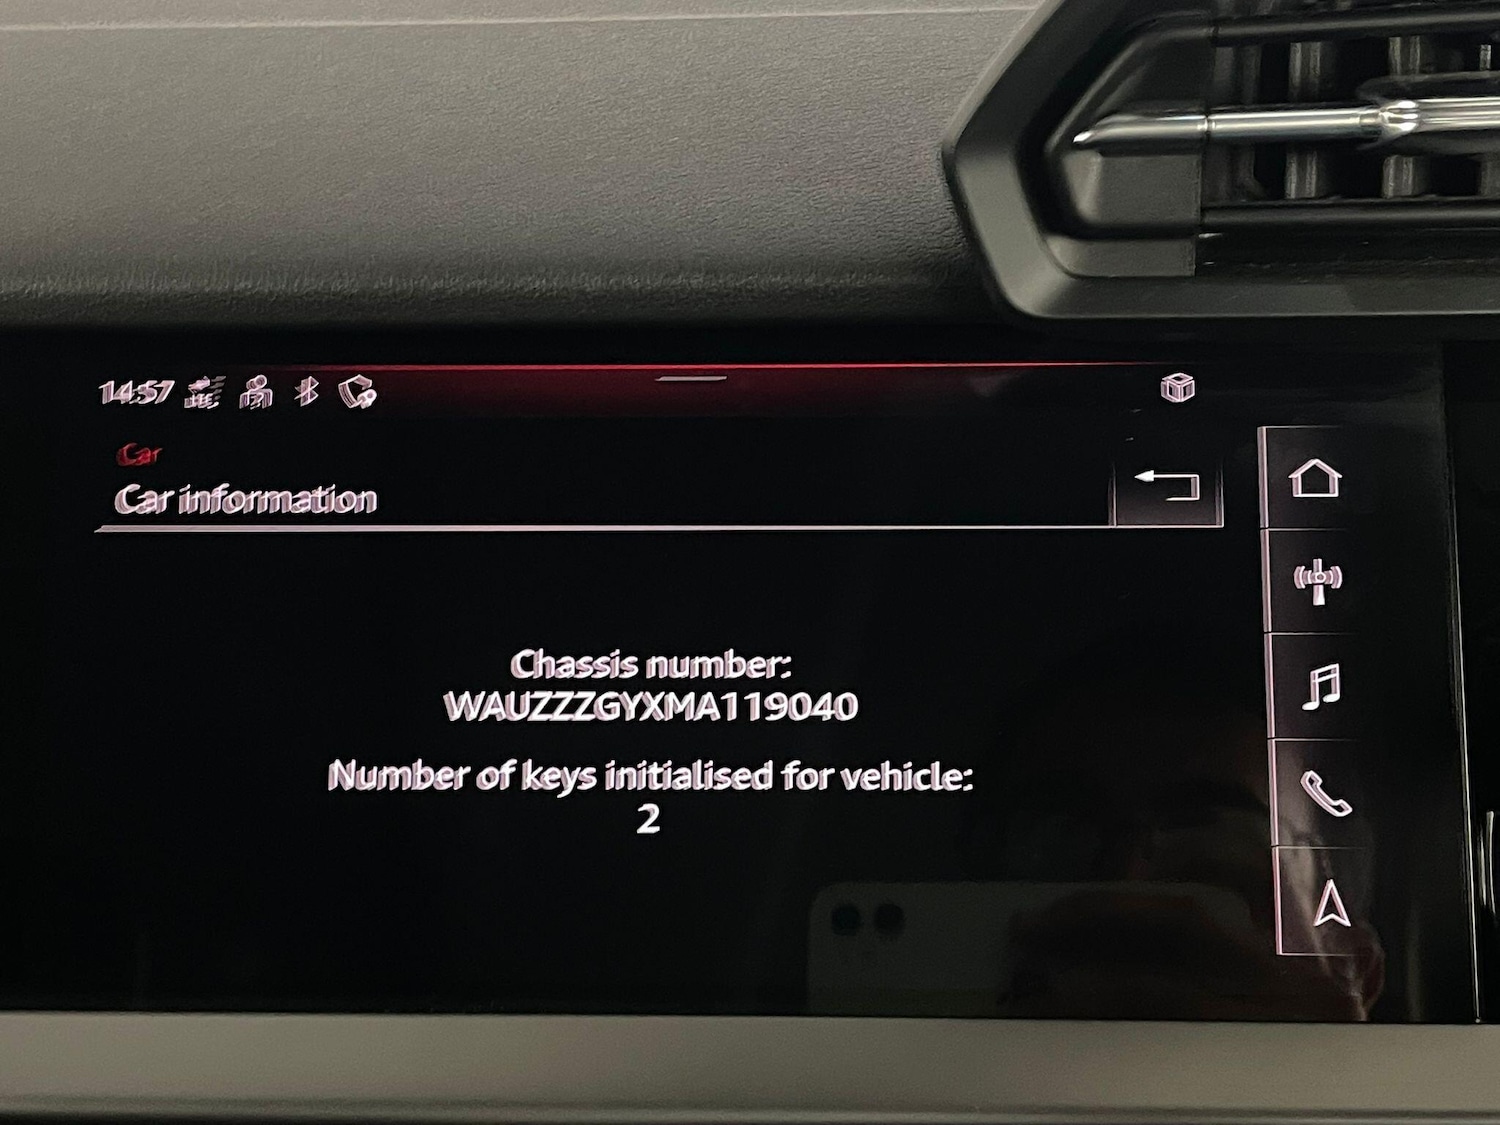 14:57
Car
Car information
Chassis number:
WAUZZZGYXMA119040
Number of keys initialised for vehicle:
2